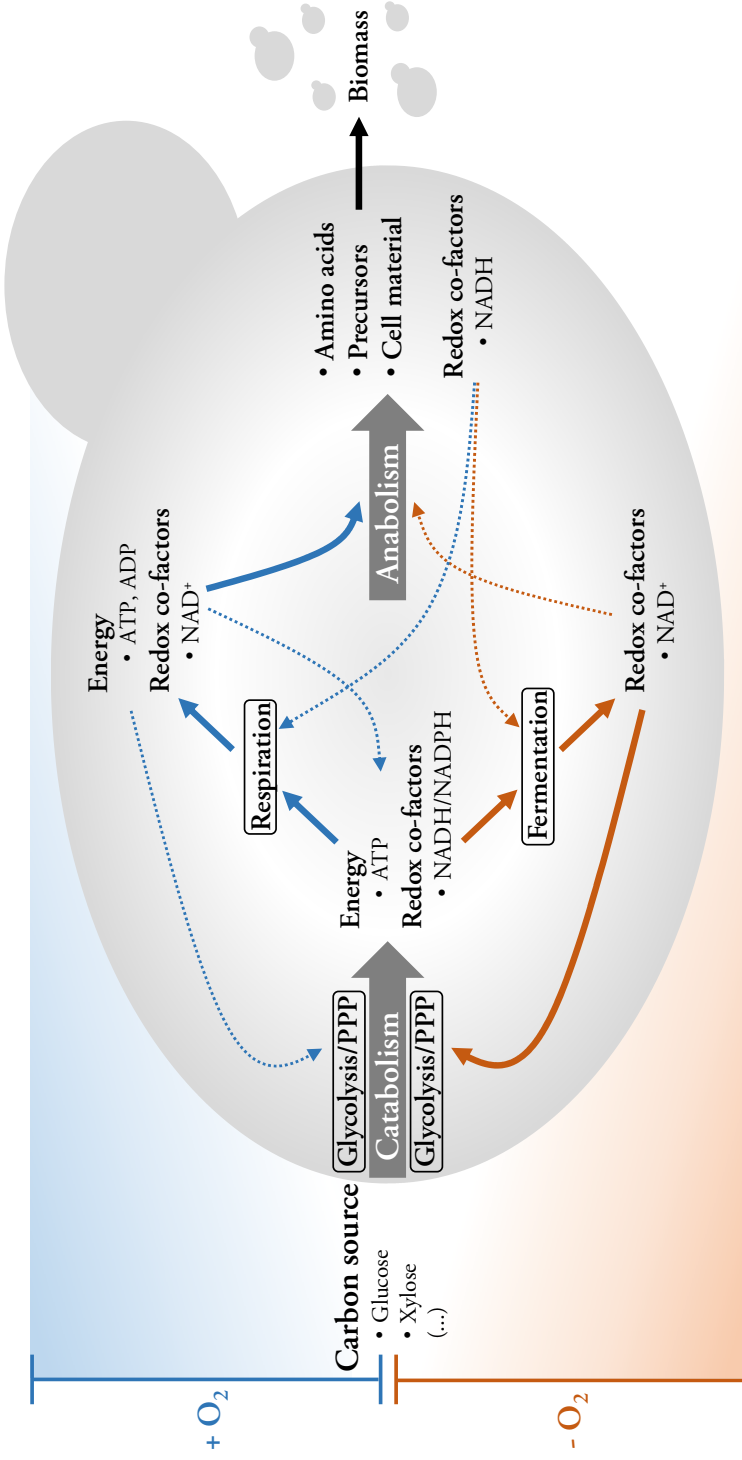 + O₂
- O₂
Carbon source
• Glucose
• Xylose
(...)
Glycolysis/PPP
Catabolism
Glycolysis/PPP
Energy
• ATP
Redox co-factors
• NADH/NADPH
Respiration
Fermentation
Energy
• ATP, ADP
Redox co-factors
• NAD⁺
Redox co-factors
• NAD⁺
Anabolism
• Amino acids
• Precursors
• Cell material
Redox co-factors
• NADH
Biomass